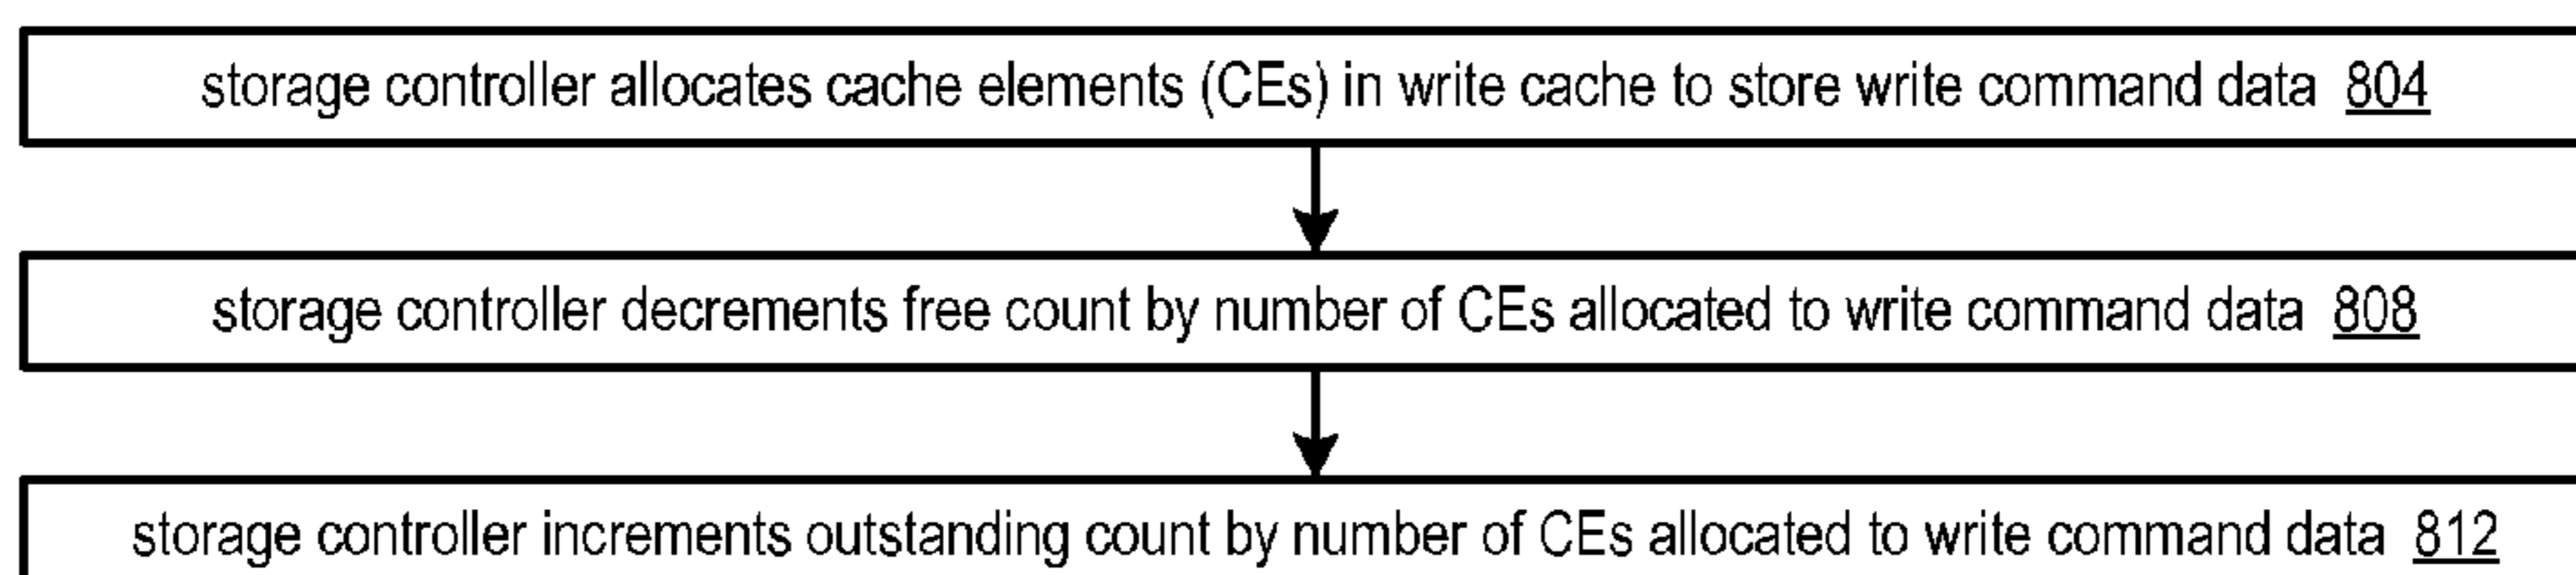 storage controller allocates cache elements (CEs) in write cache to store write command data 804
storage controller decrements free count by number of CEs allocated to write command data 808
storage controller increments outstanding count by number of CEs allocated to write command data 812